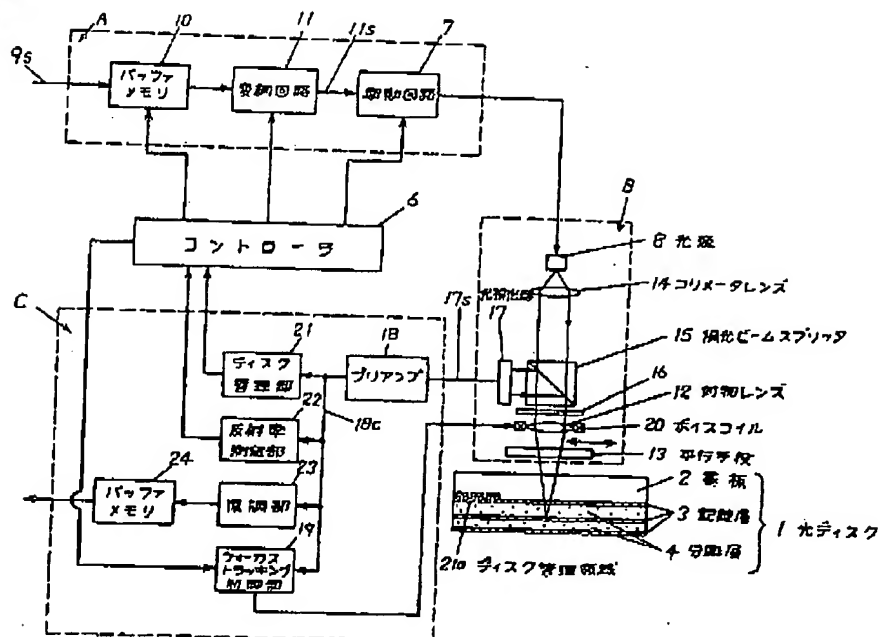 A
10
11
11s
7
9s
バッファ
メモリ
変調回路
駆動回路
6
コントローラ
B
8 光源
14 コリメータレンズ
光検出器
17
17s
15 偏光ビームスプリッタ
16
12 対物レンズ
20 ボイスコイル
13 平行手段
C
21
18
ディスク
管理部
プリアンプ
22
18c
反射率
測定部
23
24
バッファ
メモリ
復調部
19
フォーカス
トラッキング
制御部
2 基板
3 記録層
4 分離層
1 光ディスク
21a ディスク管理領域